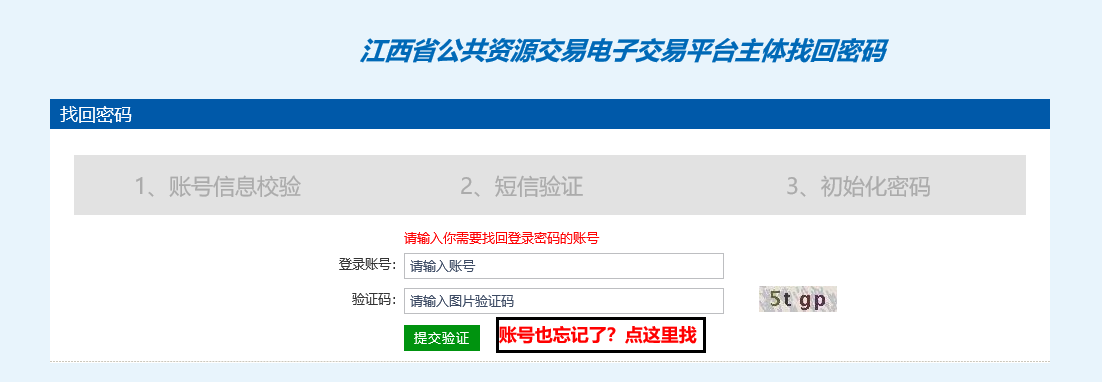 江西省公共资源交易电子交易平台主体找回密码
找回密码
1、账号信息校验 2、短信验证 3、初始化密码
请输入你需要找回登录密码的账号
登录账号: 请输入账号
验证码: 请输入图片验证码 5t gp
提交验证 账号也忘记了？点这里找